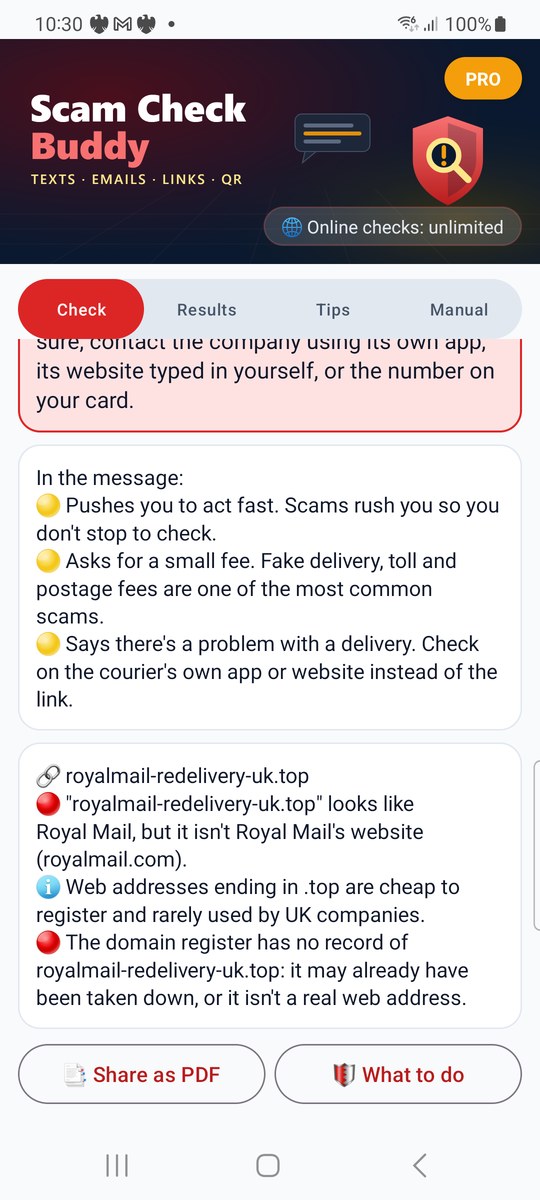 10:30
100%
PRO
Scam Check
Buddy
TEXTS · EMAILS · LINKS · QR
Online checks: unlimited
Check
Results
Tips
Manual
sure, contact the company using its own app,
its website typed in yourself, or the number on
your card.
In the message:
Pushes you to act fast. Scams rush you so you
don't stop to check.
Asks for a small fee. Fake delivery, toll and
postage fees are one of the most common
scams.
Says there's a problem with a delivery. Check
on the courier's own app or website instead of the
link.
royalmail-redelivery-uk.top
"royalmail-redelivery-uk.top" looks like
Royal Mail, but it isn't Royal Mail's website
(royalmail.com).
Web addresses ending in .top are cheap to
register and rarely used by UK companies.
The domain register has no record of
royalmail-redelivery-uk.top: it may already have
been taken down, or it isn't a real web address.
Share as PDF
What to do